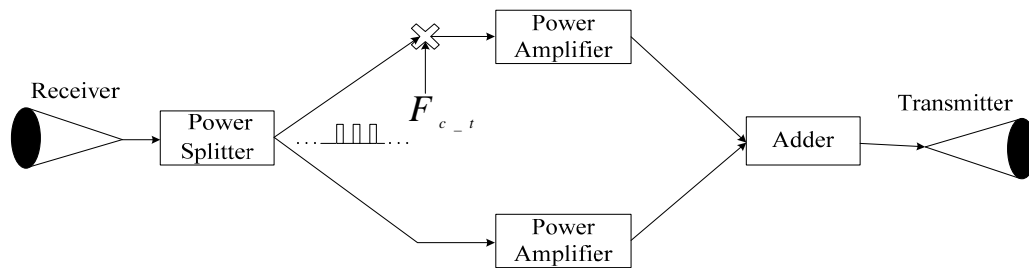 Receiver
Power
Splitter
F c _ t
Power
Amplifier
Power
Amplifier
Adder
Transmitter